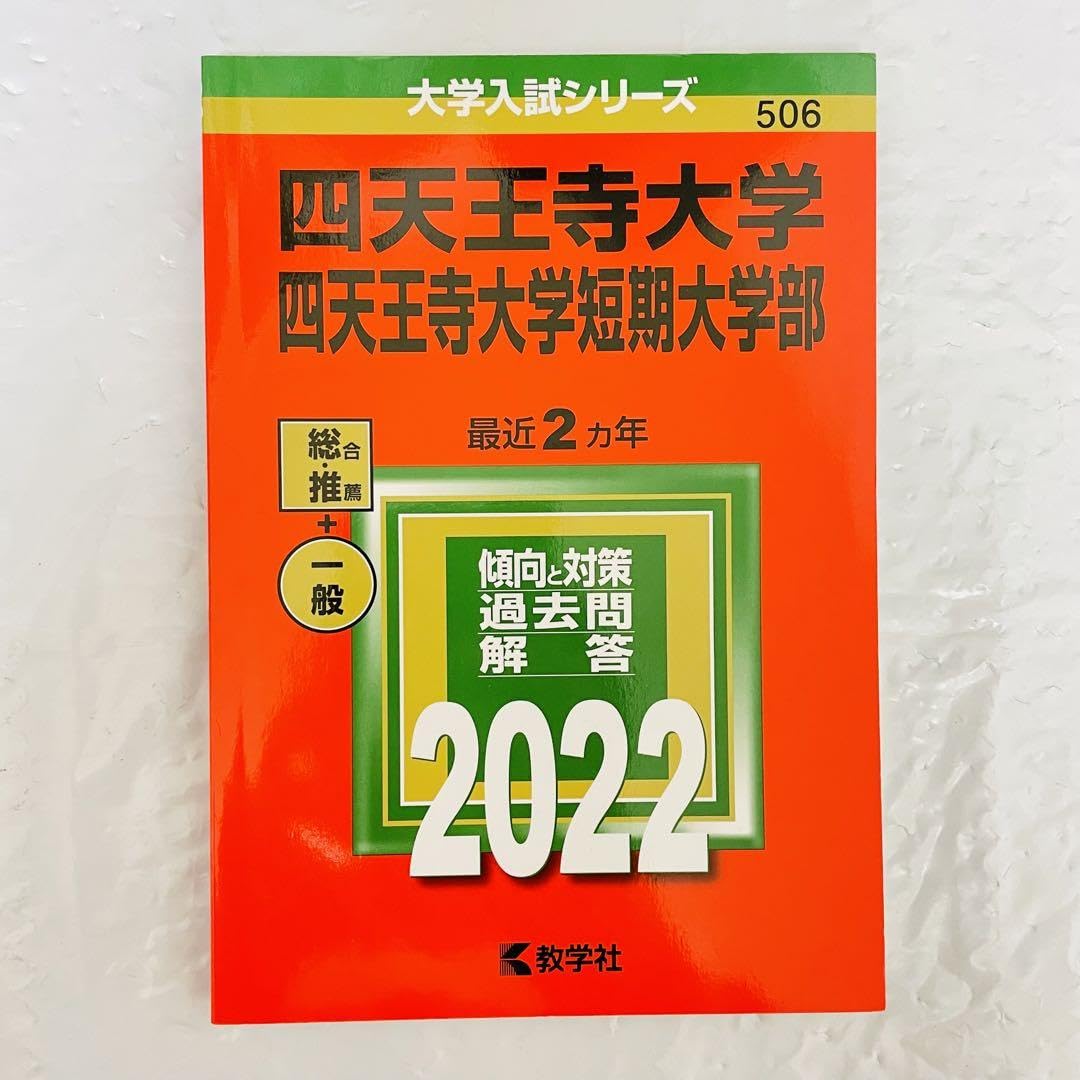 大学入試シリーズ
506
四天王寺大学
四天王寺大学短期大学部
最近2ヵ年
総合・
推薦
+
一般
傾向と対策
過去問
解答
2022
教学社